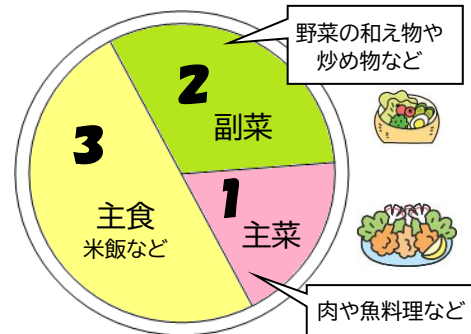 野菜の和え物や
炒め物など
2
副菜
3
主食
米飯など
1
主菜
肉や魚料理など